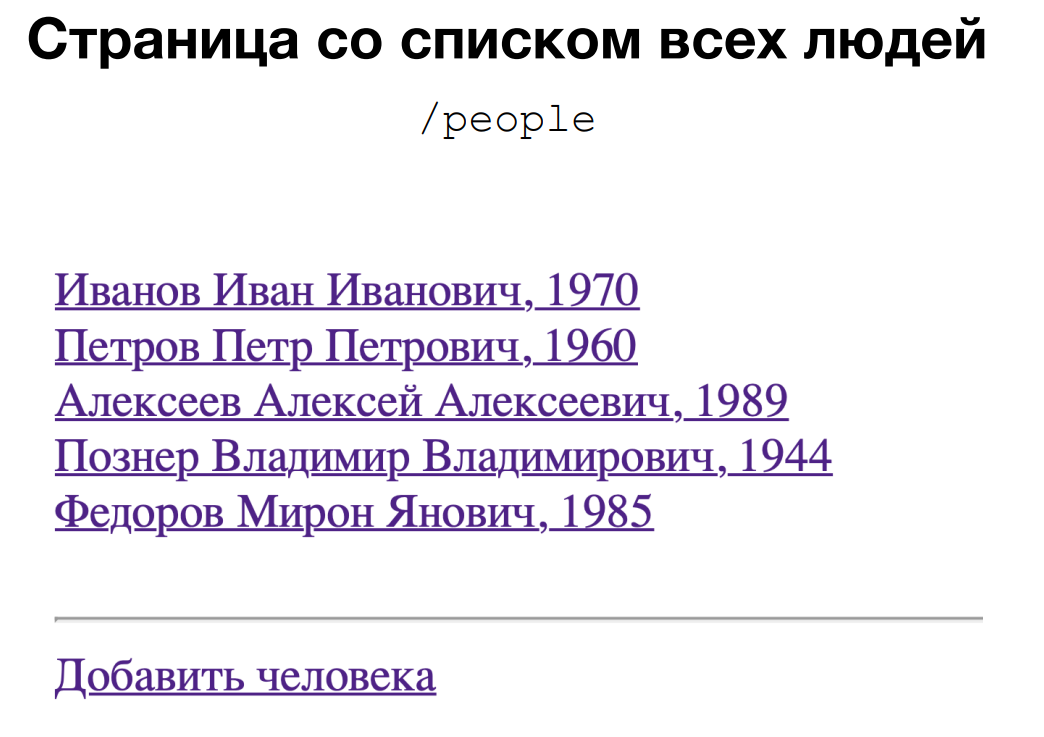 Страница со списком всех людей
/people
Иванов Иван Иванович, 1970
Петров Петр Петрович, 1960
Алексеев Алексей Алексеевич, 1989
Познер Владимир Владимирович, 1944
Федоров Мирон Янович, 1985
Добавить человека